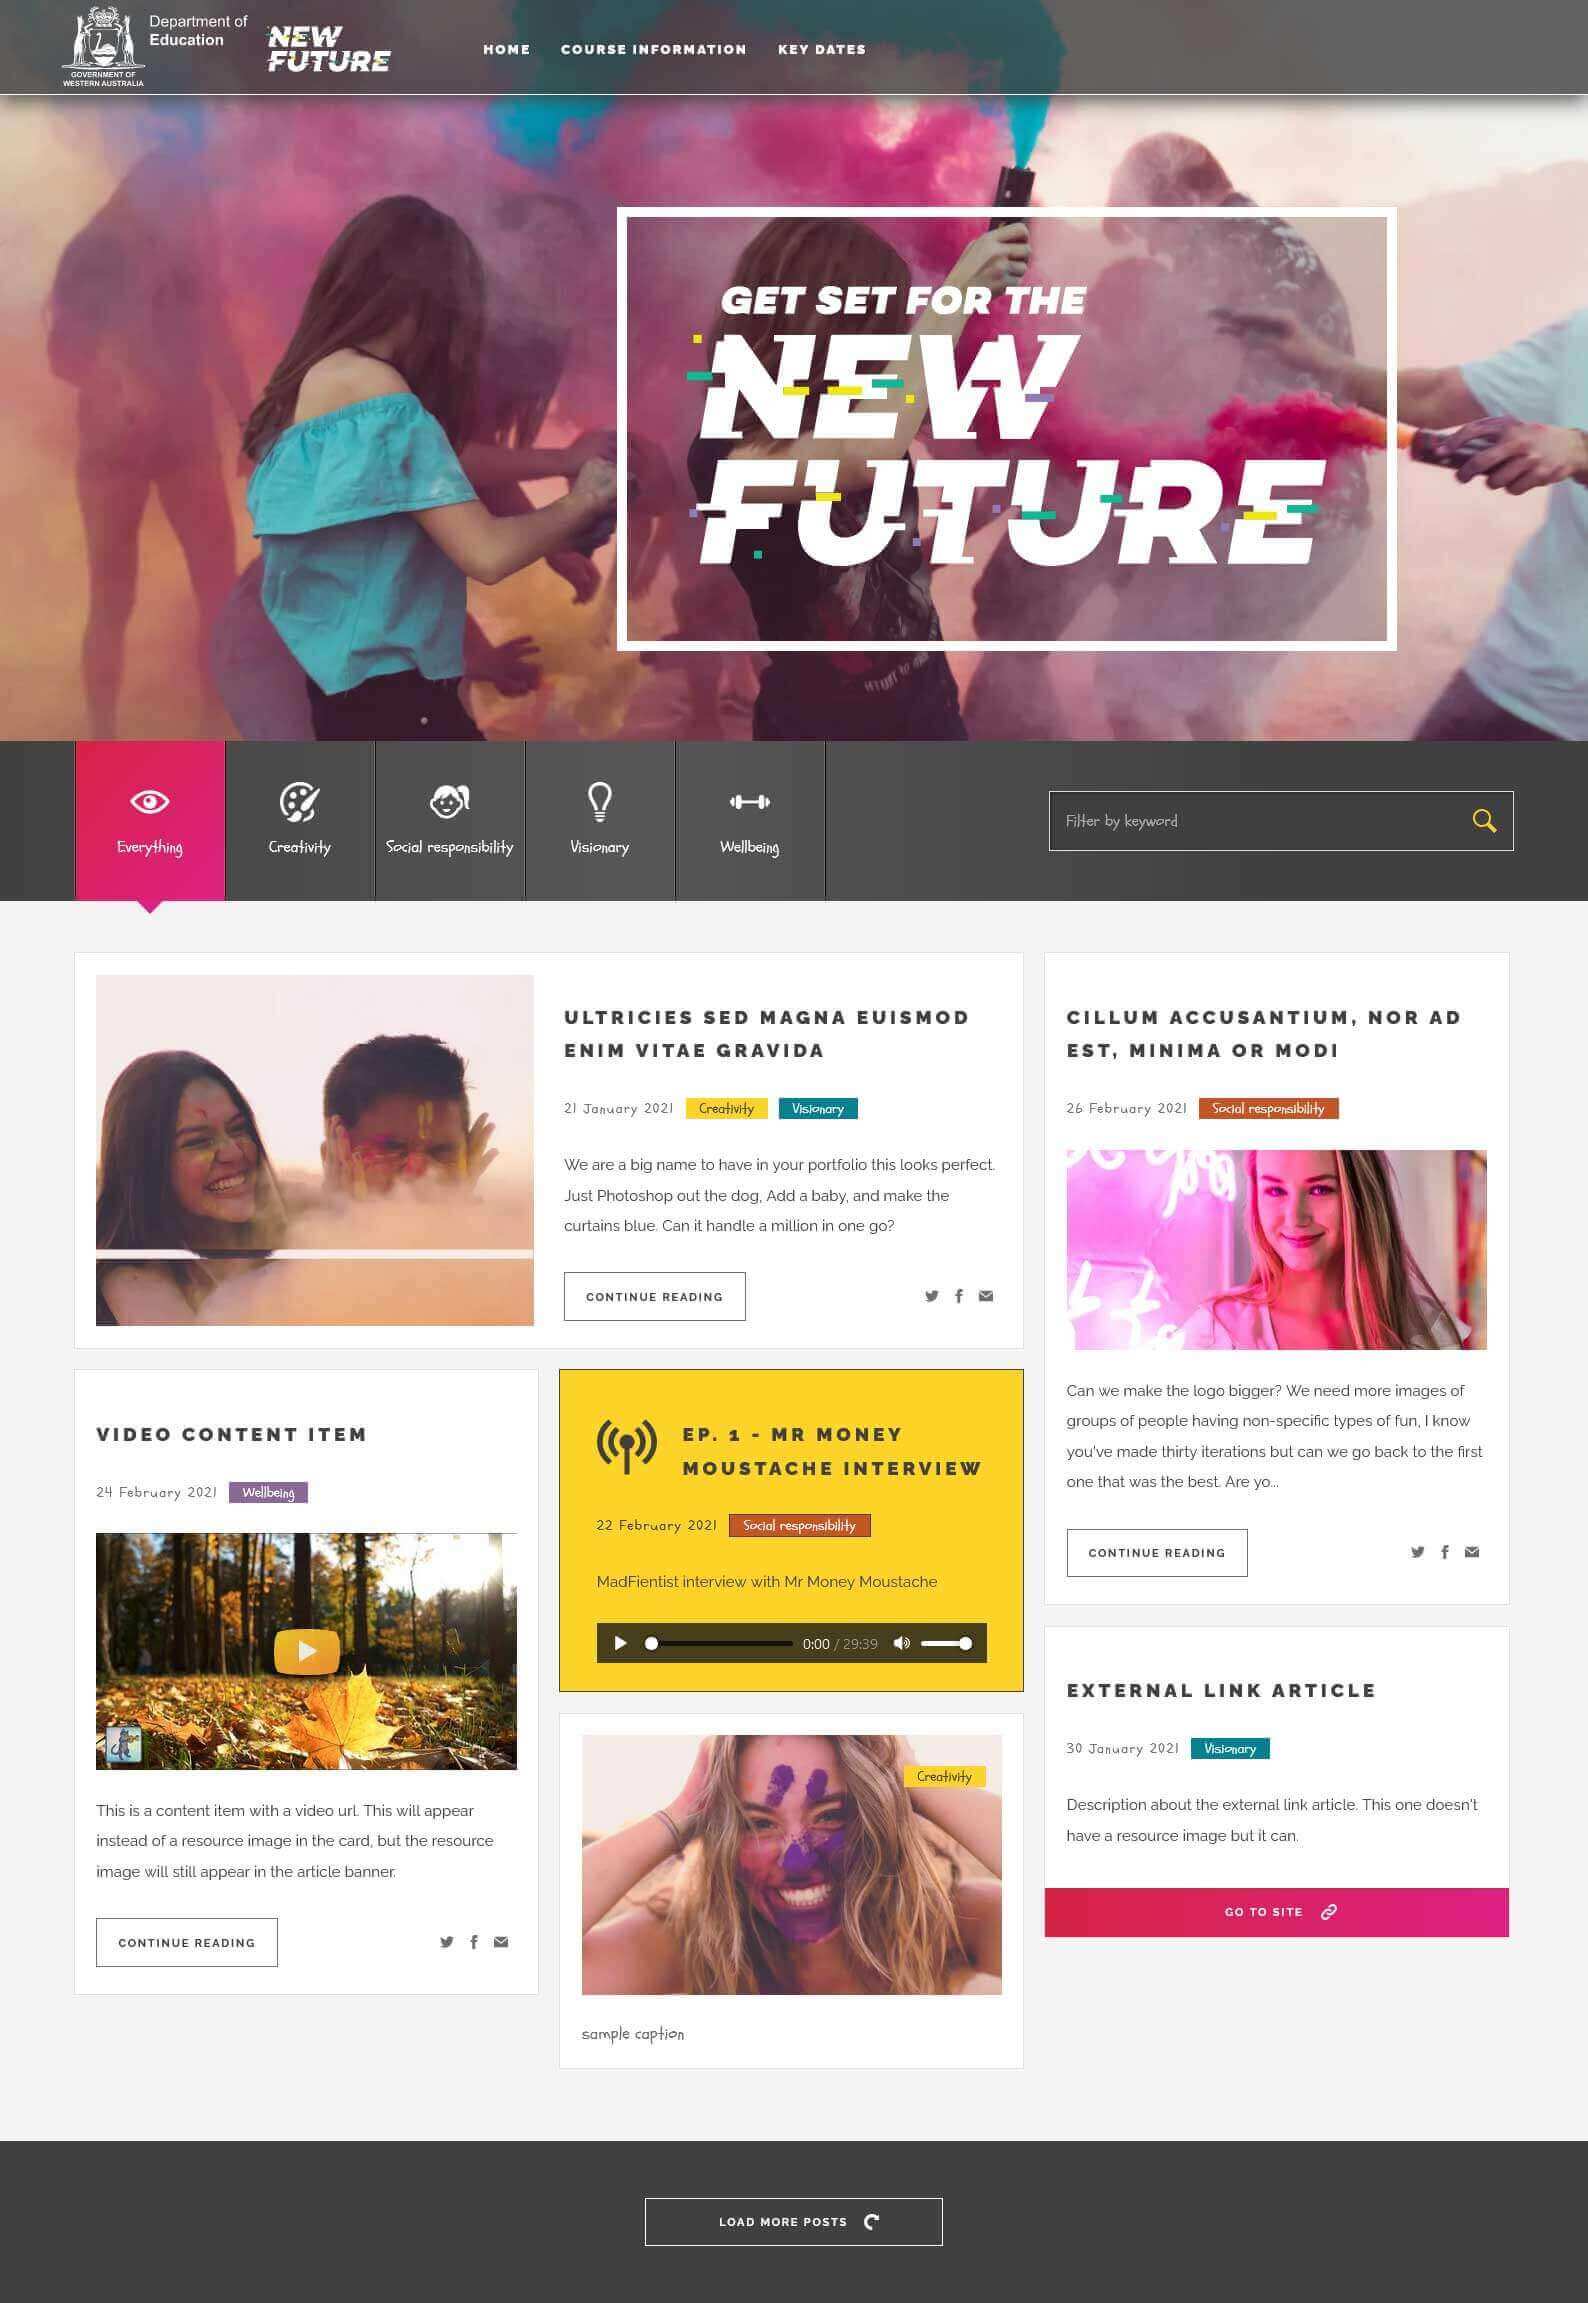 Department of
Education
GOVERNMENT OF
WESTERN AUSTRALIA
NEW
FUTURE
HOME COURSE INFORMATION KEY DATES
GET SET FOR THE
NEW
FUTURE
Everything
Creativity
Social responsibility
Visionary
Wellbeing
Filter by keyword
ULTRICIES SED MAGNA EUISMOD
ENIM VITAE GRAVIDA
21 January 2021 Creativity Visionary
We are a big name to have in your portfolio this looks perfect.
Just Photoshop out the dog, Add a baby, and make the
curtains blue. Can it handle a million in one go?
CONTINUE READING
CILLUM ACCUSANTIUM, NOR AD
EST, MINIMA OR MODI
26 February 2021 Social responsibility
Can we make the logo bigger? We need more images of
groups of people having non-specific types of fun, I know
you've made thirty iterations but can we go back to the first
one that was the best. Are yo...
CONTINUE READING
VIDEO CONTENT ITEM
24 February 2021 Wellbeing
This is a content item with a video url. This will appear
instead of a resource image in the card, but the resource
image will still appear in the article banner.
CONTINUE READING
EP. 1 - MR MONEY
MOUSTACHE INTERVIEW
22 February 2021 Social responsibility
MadFientist interview with Mr Money Moustache
0:00 / 29:39
Creativity
sample caption
EXTERNAL LINK ARTICLE
30 January 2021 Visionary
Description about the external link article. This one doesn't
have a resource image but it can.
GO TO SITE
LOAD MORE POSTS